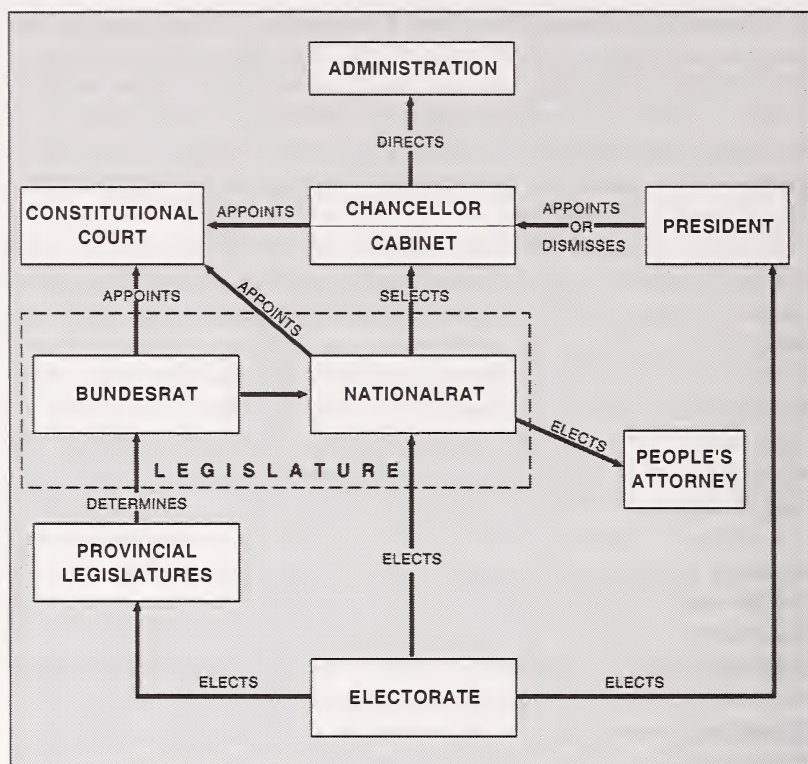 ADMINISTRATION
DIRECTS
CONSTITUTIONAL
COURT
APPOINTS
CHANCELLOR
CABINET
APPOINTS
OR
DISMISSES
PRESIDENT
APPOINTS
APPOINTS
SELECTS
BUNDESRAT
NATIONALRAT
ELECTS
PEOPLE'S
ATTORNEY
LEGISLATURE
DETERMINES
PROVINCIAL
LEGISLATURES
ELECTS
ELECTS
ELECTORATE
ELECTS